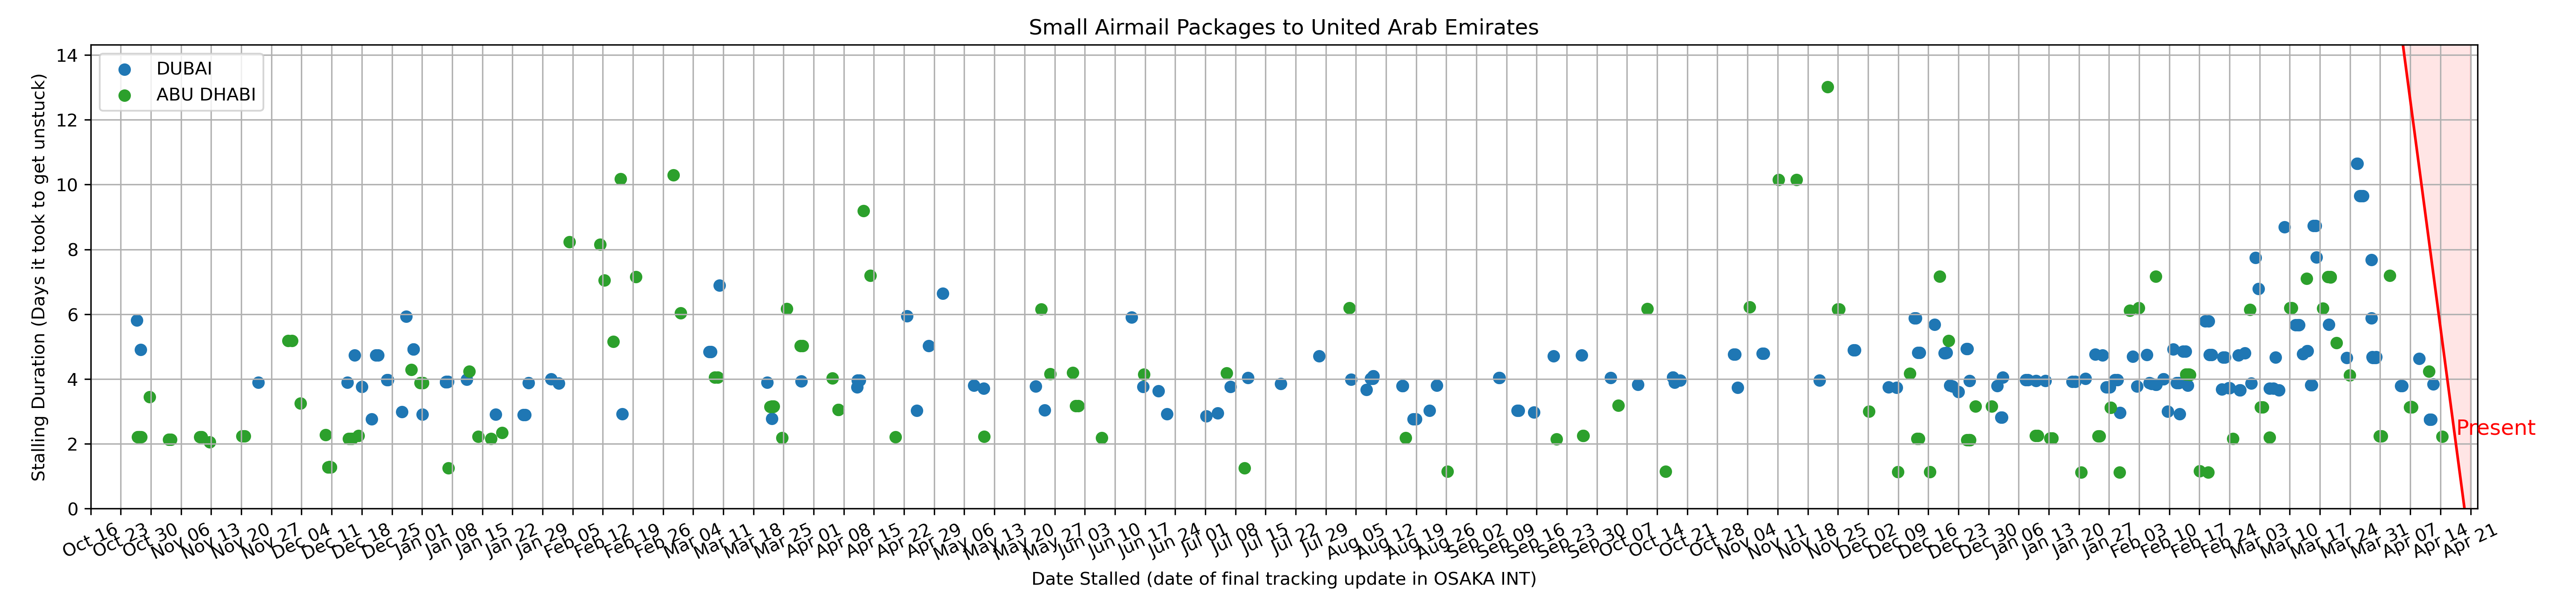 Small Airmail Packages to United Arab Emirates
DUBAI
ABU DHABI
Stalling Duration (Days it took to get unstuck)
14
12
10
8
6
4
2
0
Present
Oct 16
Oct 23
Oct 30
Nov 06
Nov 13
Nov 20
Nov 27
Dec 04
Dec 11
Dec 18
Dec 25
Jan 01
Jan 08
Jan 15
Jan 22
Jan 29
Feb 05
Feb 12
Feb 19
Feb 26
Mar 04
Mar 11
Mar 18
Mar 25
Apr 01
Apr 08
Apr 15
Apr 22
Apr 29
May 06
May 13
May 20
May 27
Jun 03
Jun 10
Jun 17
Jun 24
Jul 01
Jul 08
Jul 15
Jul 22
Jul 29
Aug 05
Aug 12
Aug 19
Aug 26
Sep 02
Sep 09
Sep 16
Sep 23
Sep 30
Oct 07
Oct 14
Oct 21
Oct 28
Nov 04
Nov 11
Nov 18
Nov 25
Dec 02
Dec 09
Dec 16
Dec 23
Dec 30
Jan 06
Jan 13
Jan 20
Jan 27
Feb 03
Feb 10
Feb 17
Feb 24
Mar 03
Mar 10
Mar 17
Mar 24
Mar 31
Apr 07
Apr 14
Apr 21
Date Stalled (date of final tracking update in OSAKA INT)